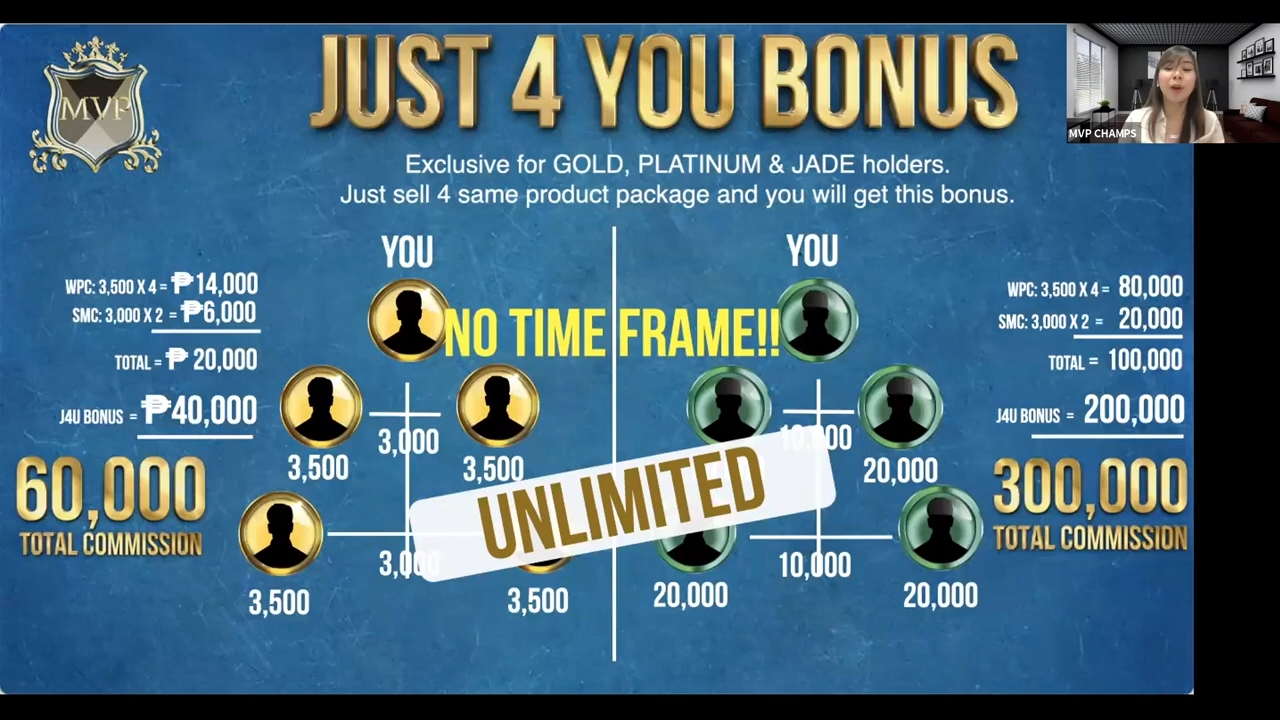 MVP
JUST 4 YOU BONUS
MVP CHAMPS
Exclusive for GOLD, PLATINUM & JADE holders.
Just sell 4 same product package and you will get this bonus.
YOU
WPC: 3,500 X 4 = ₱14,000
SMC: 3,000 X 2 = ₱6,000
TOTAL = ₱ 20,000
J4U BONUS = ₱40,000
60,000
TOTAL COMMISSION
3,000
3,500
3,500
3,000
3,500
3,500
NO TIME FRAME!!
UNLIMITED
YOU
WPC: 3,500 X 4 = 80,000
SMC: 3,000 X 2 = 20,000
TOTAL = 100,000
J4U BONUS = 200,000
300,000
TOTAL COMMISSION
10,000
20,000
10,000
20,000
20,000